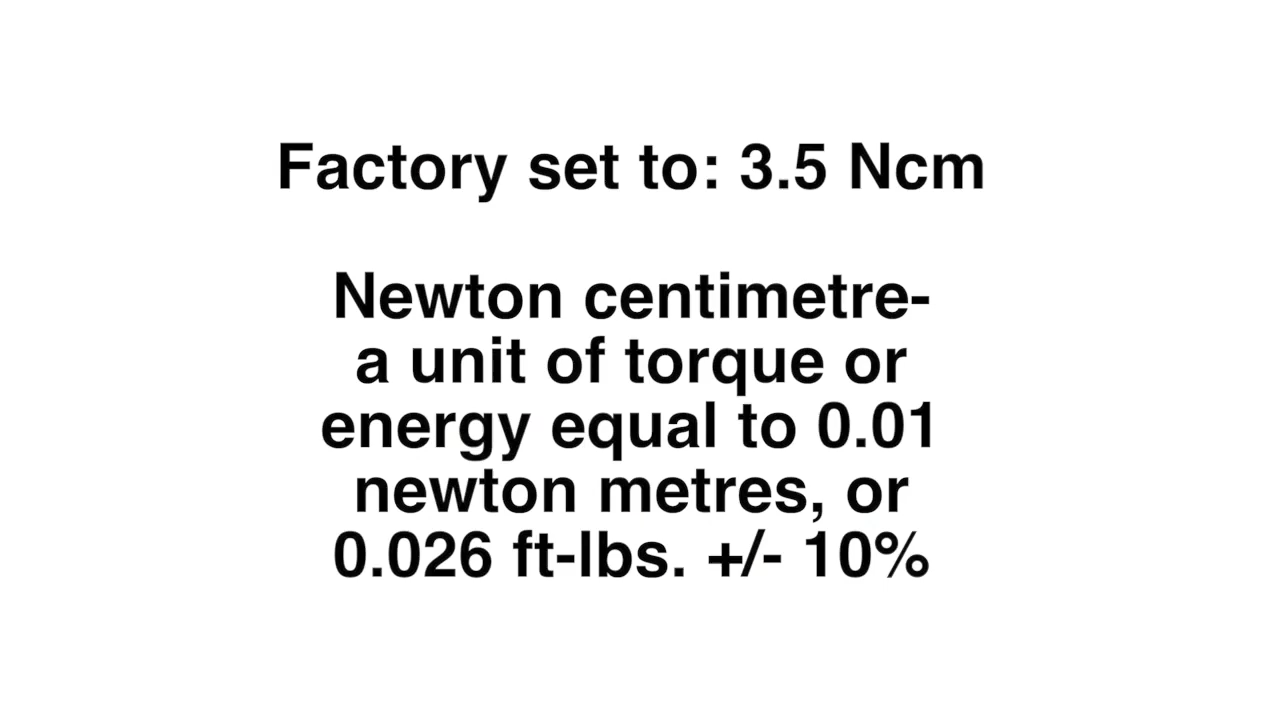 Factory set to: 3.5 Ncm
Newton centimetre-
a unit of torque or
energy equal to 0.01
newton metres, or
0.026 ft-lbs. +/- 10%